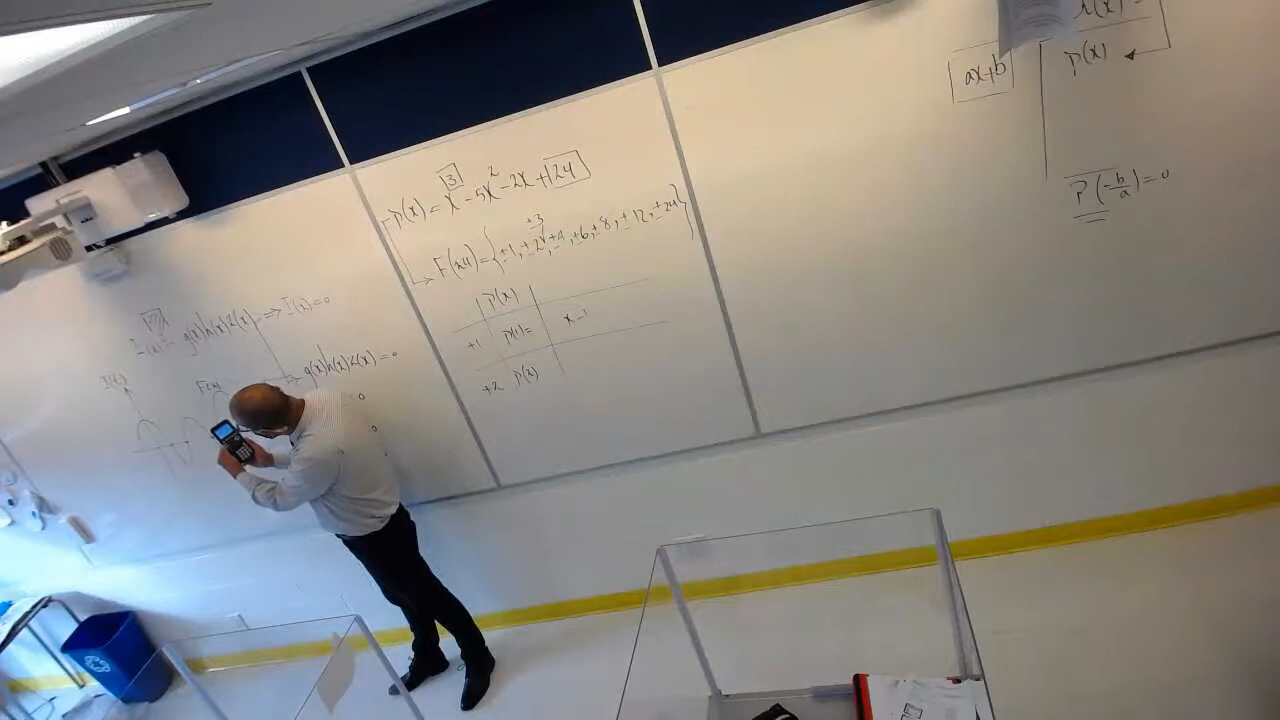 I(x) = g(x)h(x)z(x) ⇒ I(x)=0
g(x)h(x)z(x)=0
F(x)
p(x) = x³ - 5x² - 2x + 24
±3
F(24) = {±1, ±2, ±4, ±6, ±8, ±12, ±24}
p(x)
+1 p(1)= x-1
+2 p(x)
r(x) =
ax+b p(x)
P(-b/a)=0